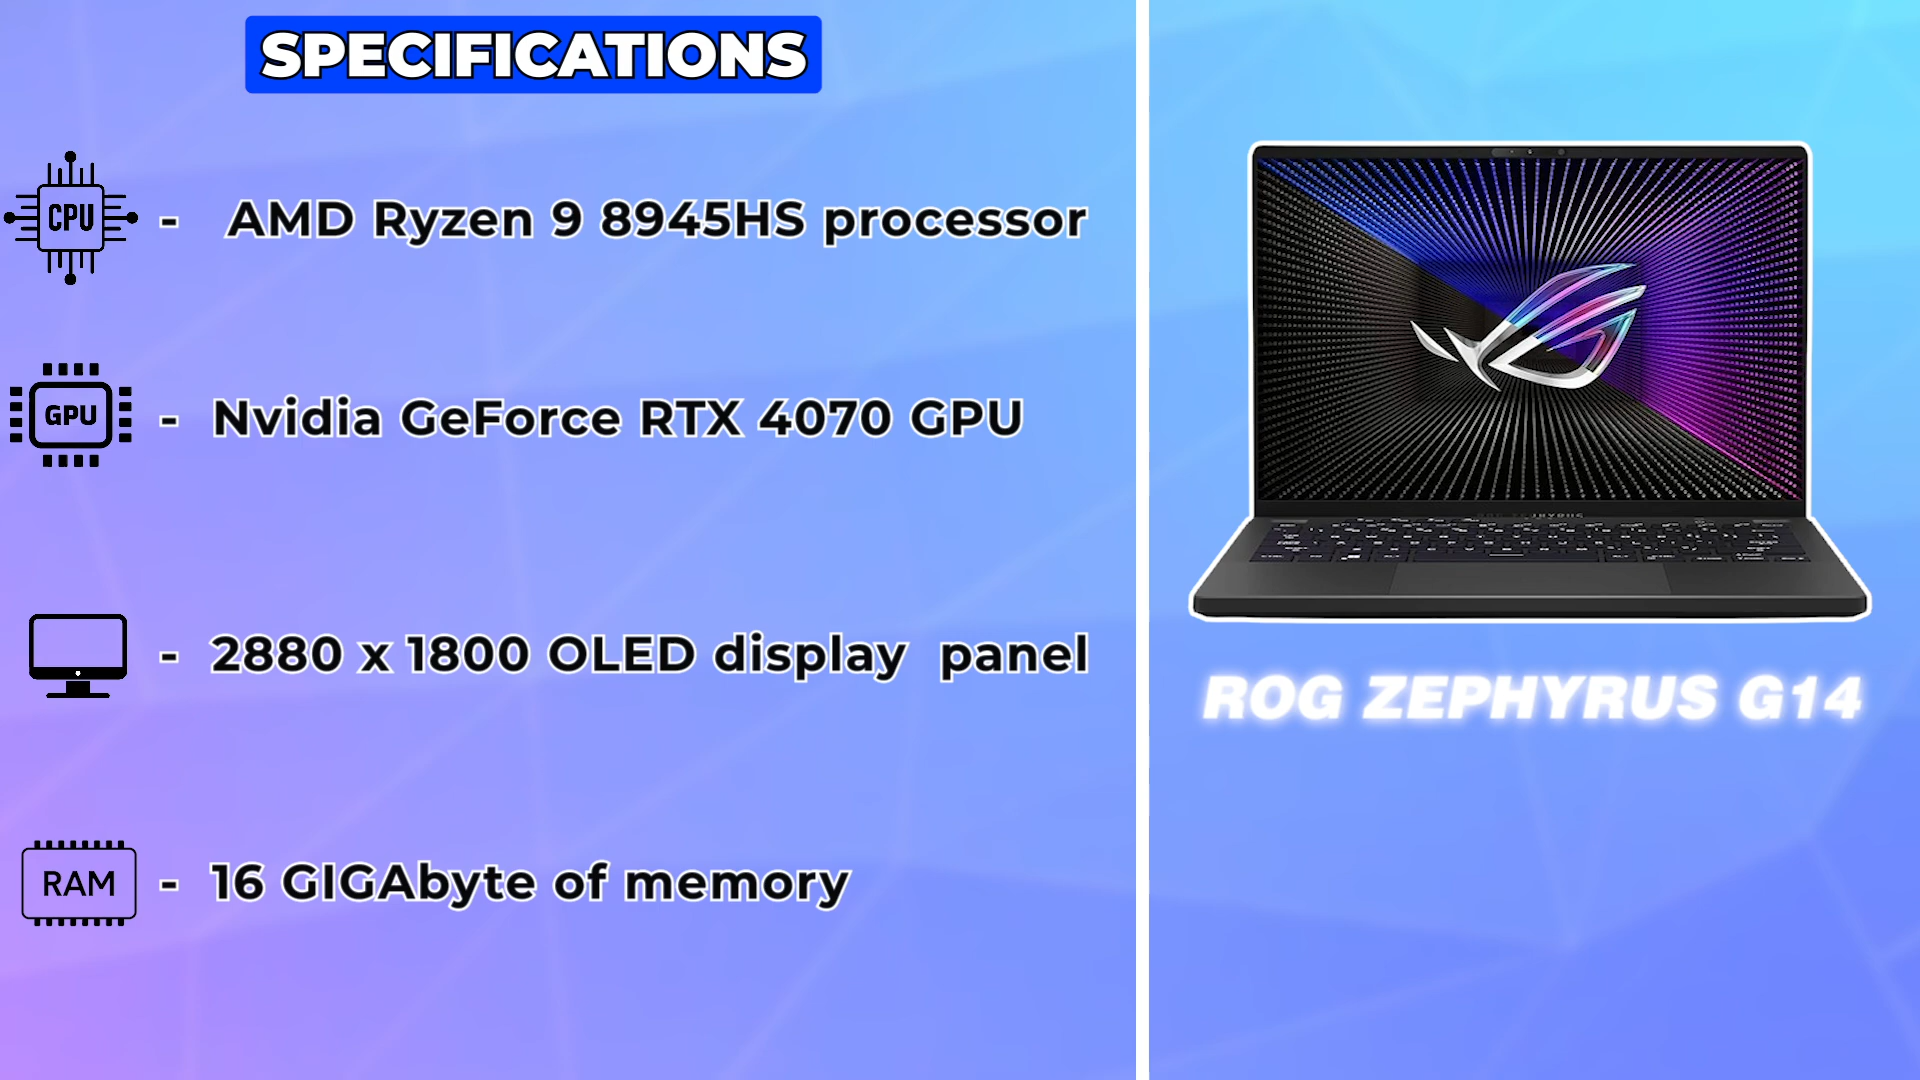 SPECIFICATIONS
CPU - AMD Ryzen 9 8945HS processor
GPU - Nvidia GeForce RTX 4070 GPU
- 2880 x 1800 OLED display panel
RAM - 16 GIGAbyte of memory
ROG ZEPHYRUS G14